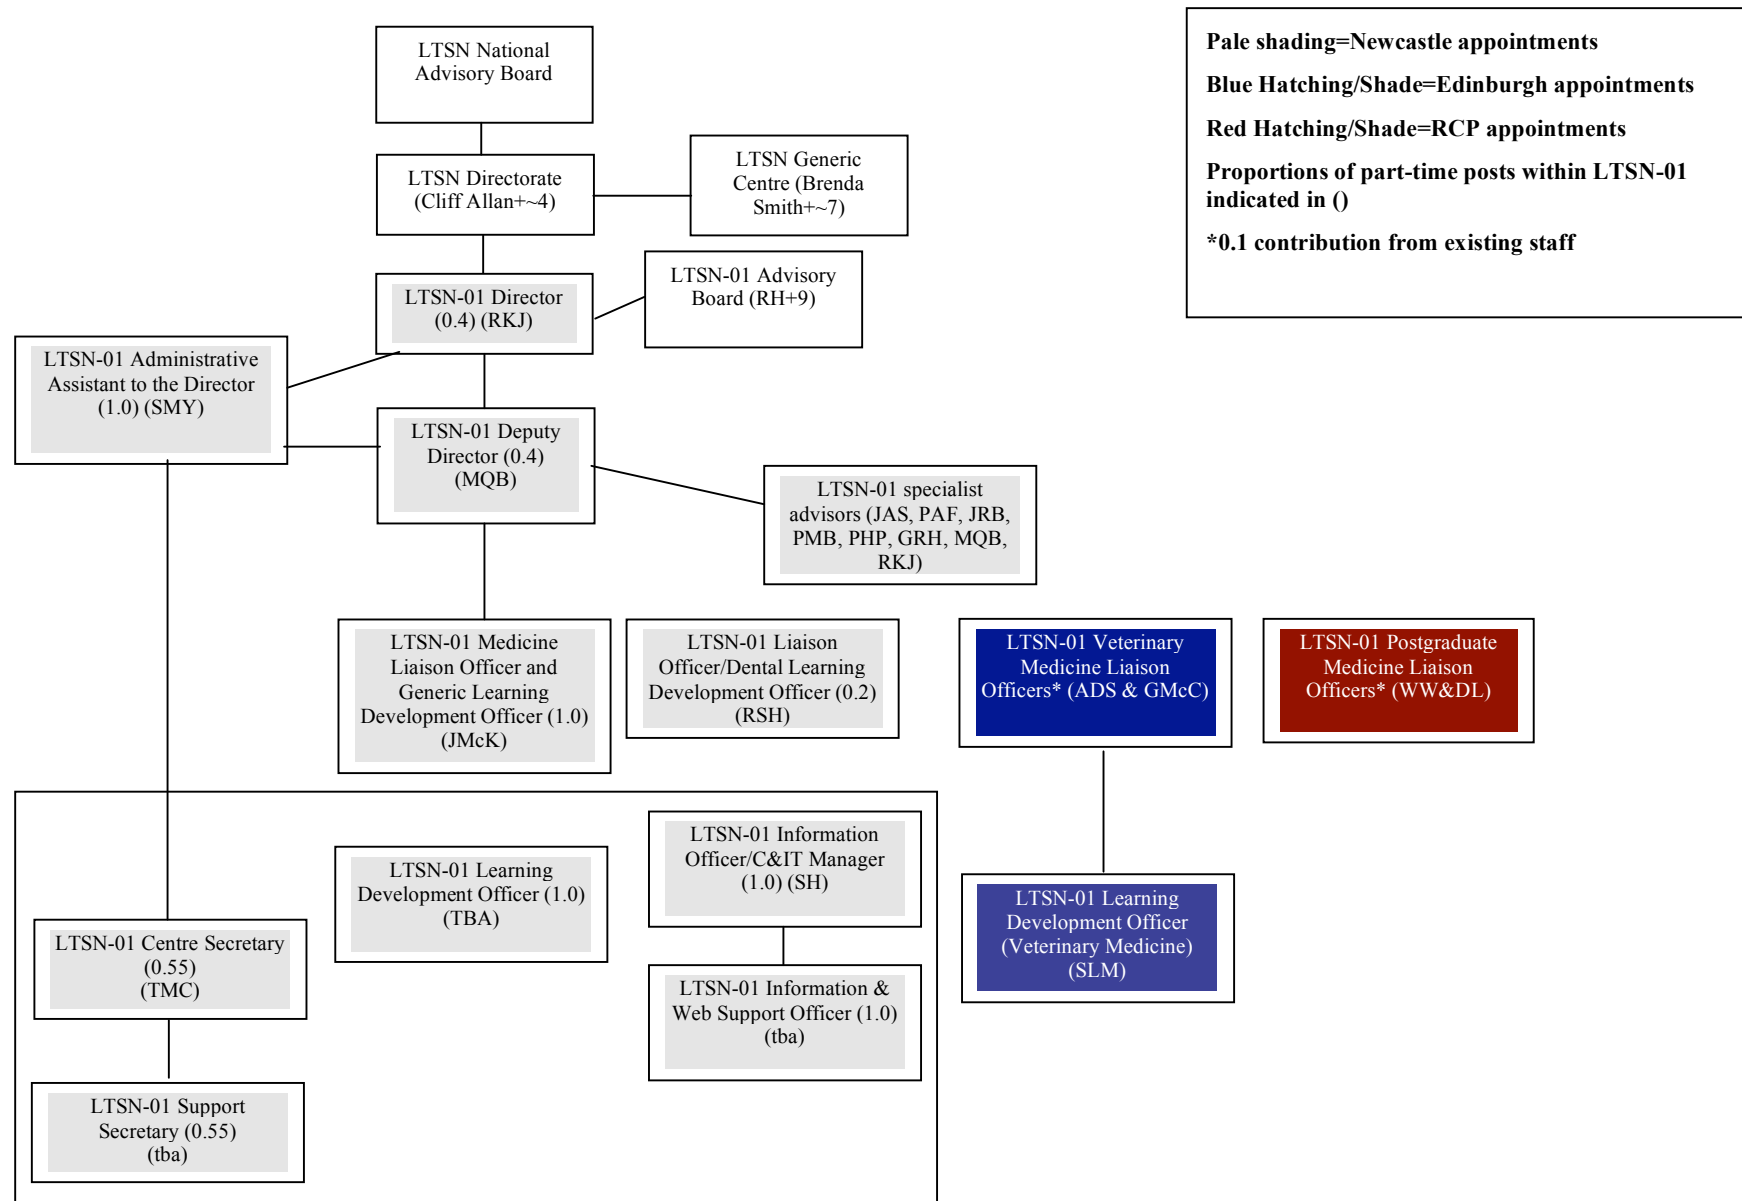 LTSN National
Advisory Board
Pale shading=Newcastle appointments
Blue Hatching/Shade=Edinburgh appointments
Red Hatching/Shade=RCP appointments
Proportions of part-time posts within LTSN-01
indicated in ()
*0.1 contribution from existing staff
LTSN Directorate
(Cliff Allan+~4)
LTSN Generic
Centre (Brenda
Smith+~7)
LTSN-01 Director
(0.4) (RKJ)
LTSN-01 Advisory
Board (RH+9)
LTSN-01 Administrative
Assistant to the Director
(1.0) (SMY)
LTSN-01 Deputy
Director (0.4)
(MQB)
LTSN-01 specialist
advisors (JAS, PAF, JRB,
PMB, PHP, GRH, MQB,
RKJ)
LTSN-01 Medicine
Liaison Officer and
Generic Learning
Development Officer (1.0)
(JMcK)
LTSN-01 Liaison
Officer/Dental Learning
Development Officer (0.2)
(RSH)
LTSN-01 Veterinary
Medicine Liaison
Officers* (ADS & GMcC)
LTSN-01 Postgraduate
Medicine Liaison
Officers* (WW&DL)
LTSN-01 Learning
Development Officer (1.0)
(TBA)
LTSN-01 Information
Officer/C&IT Manager
(1.0) (SH)
LTSN-01 Learning
Development Officer
(Veterinary Medicine)
(SLM)
LTSN-01 Centre Secretary
(0.55)
(TMC)
LTSN-01 Information &
Web Support Officer (1.0)
(tba)
LTSN-01 Support
Secretary (0.55)
(tba)